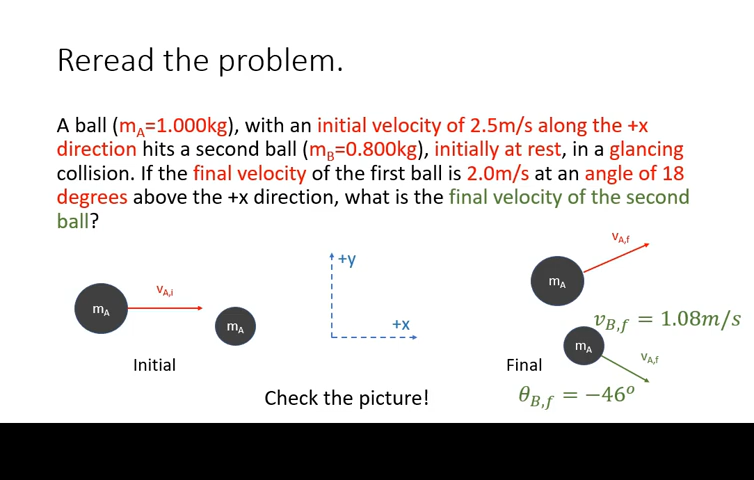 Reread the problem.
A ball (mA=1.000kg), with an initial velocity of 2.5m/s along the +x
direction hits a second ball (mB=0.800kg), initially at rest, in a glancing
collision. If the final velocity of the first ball is 2.0m/s at an angle of 18
degrees above the +x direction, what is the final velocity of the second
ball?
vA,f
+y
mA
vA,i
mA
vB,f = 1.08m/s
mA
+x
mA
vA,f
Initial
Final
θB,f = −46o
Check the picture!